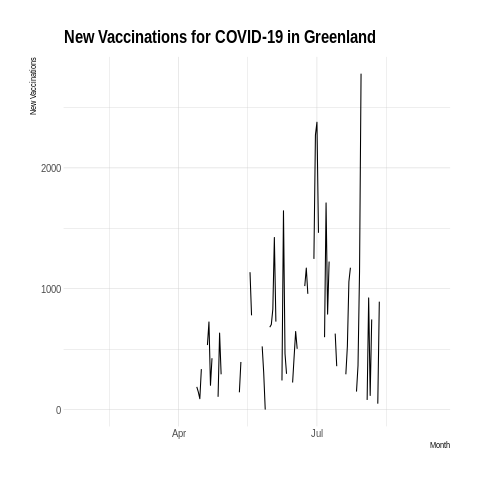 New Vaccinations for COVID-19 in Greenland
New Vaccinations
2000
1000
0
Apr
Jul
Month